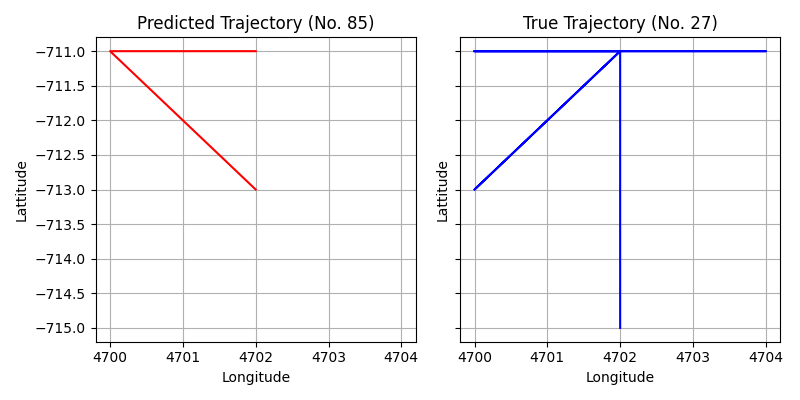 Predicted Trajectory (No. 85)
Lattitude
−711.0
−711.5
−712.0
−712.5
−713.0
−713.5
−714.0
−714.5
−715.0
4700 4701 4702 4703 4704
Longitude
True Trajectory (No. 27)
Lattitude
4700 4701 4702 4703 4704
Longitude